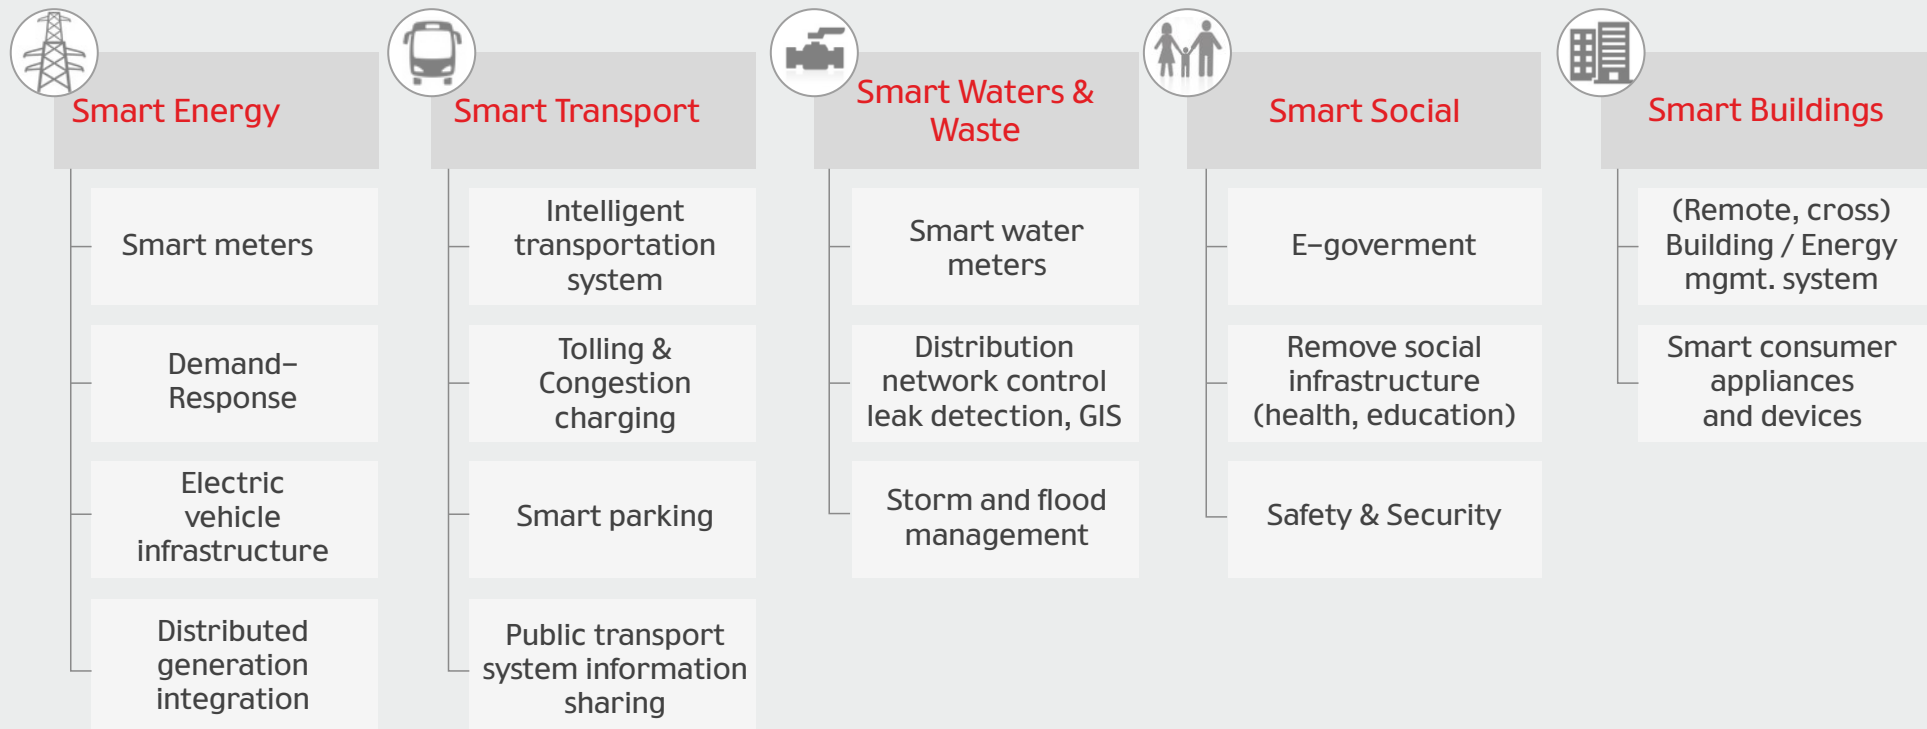 Smart Energy
Smart meters
Demand–
Response
Electric
vehicle
infrastructure
Distributed
generation
integration
Smart Transport
Intelligent
transportation
system
Tolling &
Congestion
charging
Smart parking
Public transport
system information
sharing
Smart Waters &
Waste
Smart water
meters
Distribution
network control
leak detection, GIS
Storm and flood
management
Smart Social
E–goverment
Remove social
infrastructure
(health, education)
Safety & Security
Smart Buildings
(Remote, cross)
Building / Energy
mgmt. system
Smart consumer
appliances
and devices